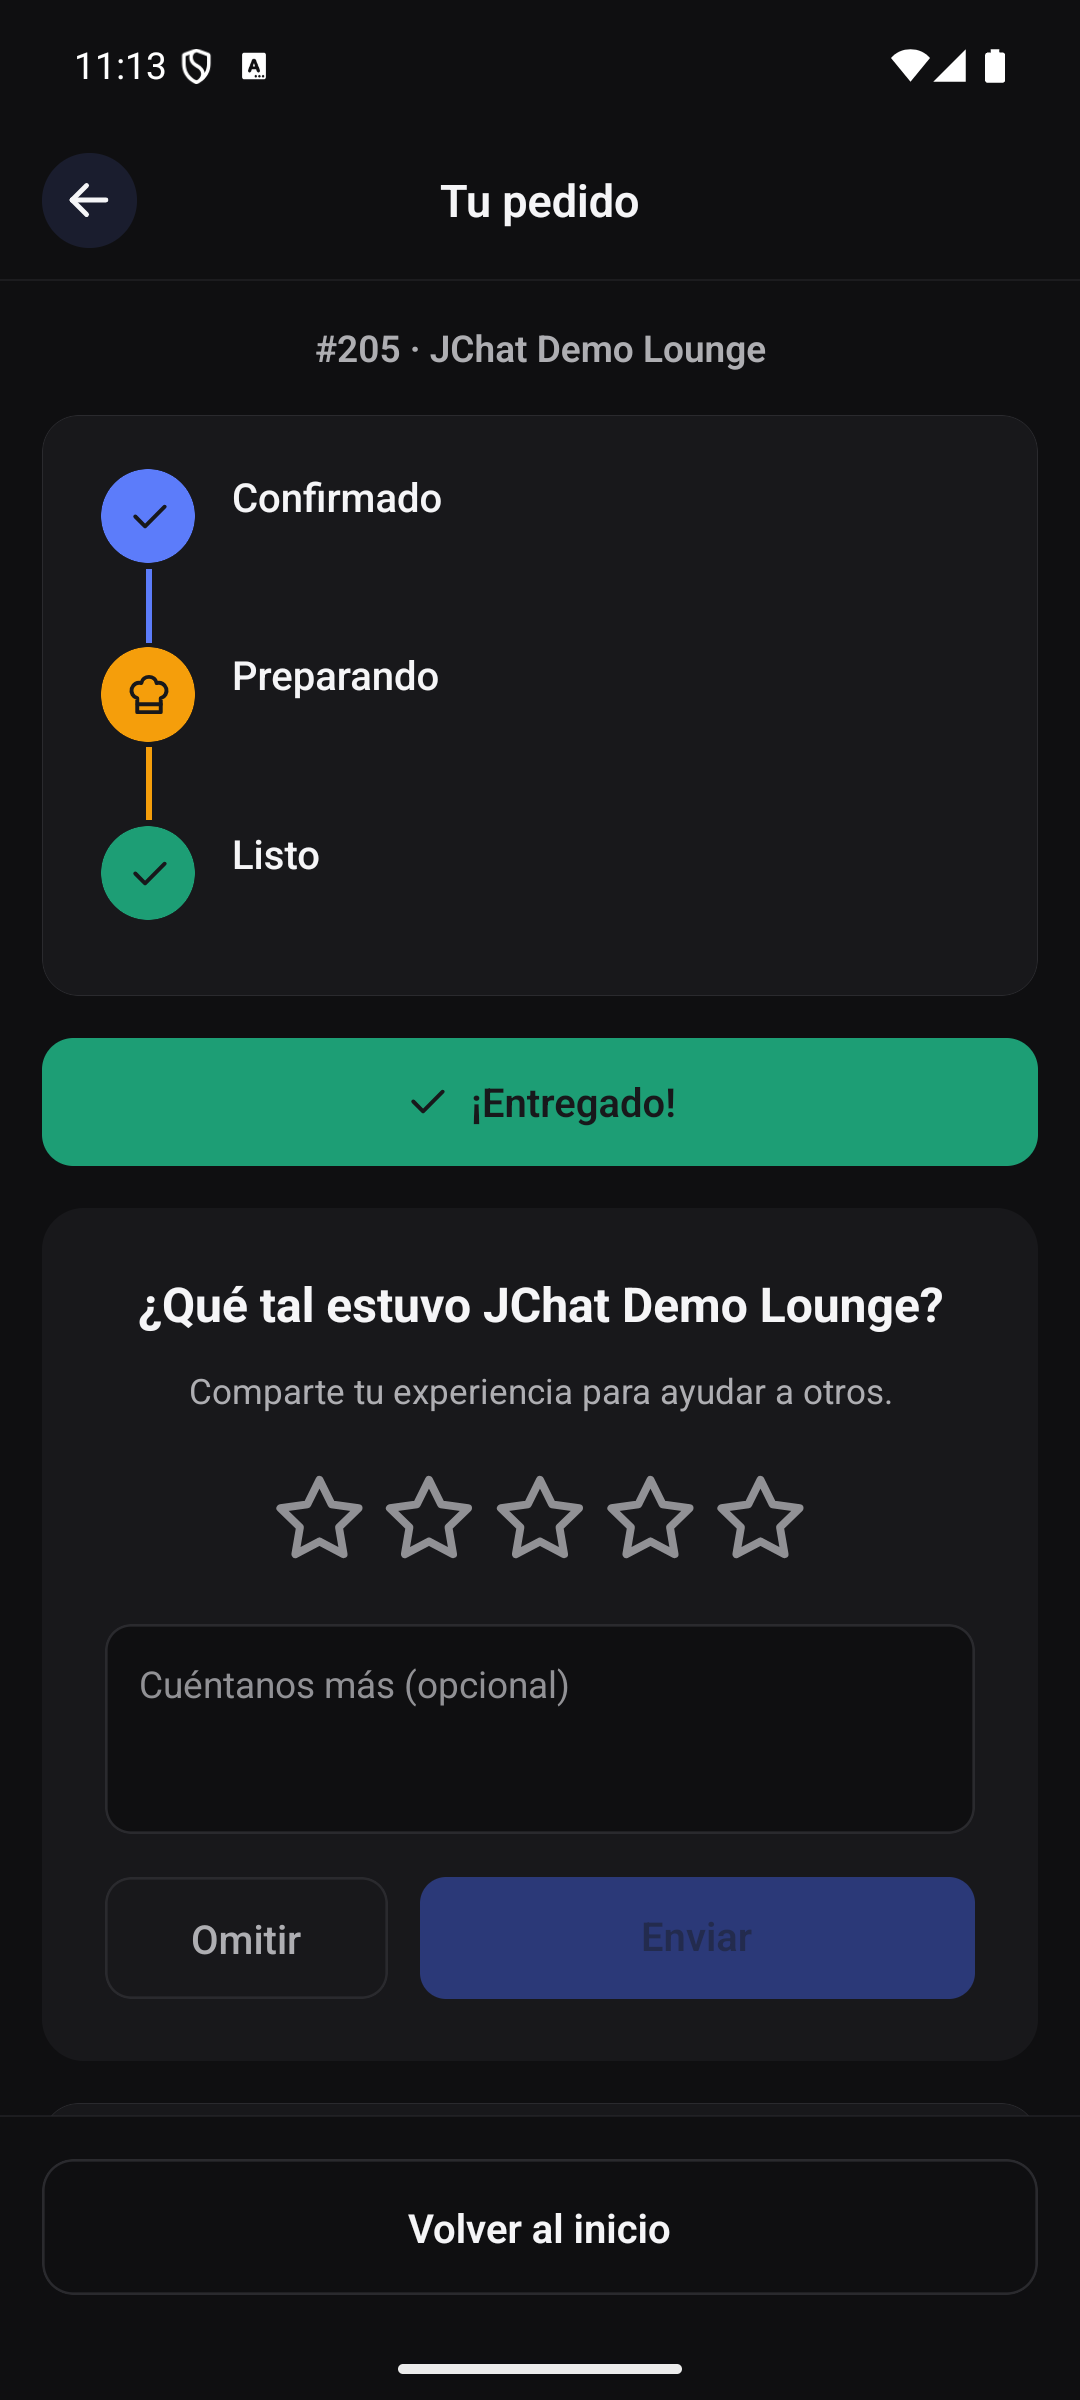 11:13
Tu pedido
#205 · JChat Demo Lounge
Confirmado
Preparando
Listo
¡Entregado!
¿Qué tal estuvo JChat Demo Lounge?
Comparte tu experiencia para ayudar a otros.
Cuéntanos más (opcional)
Omitir
Enviar
Volver al inicio